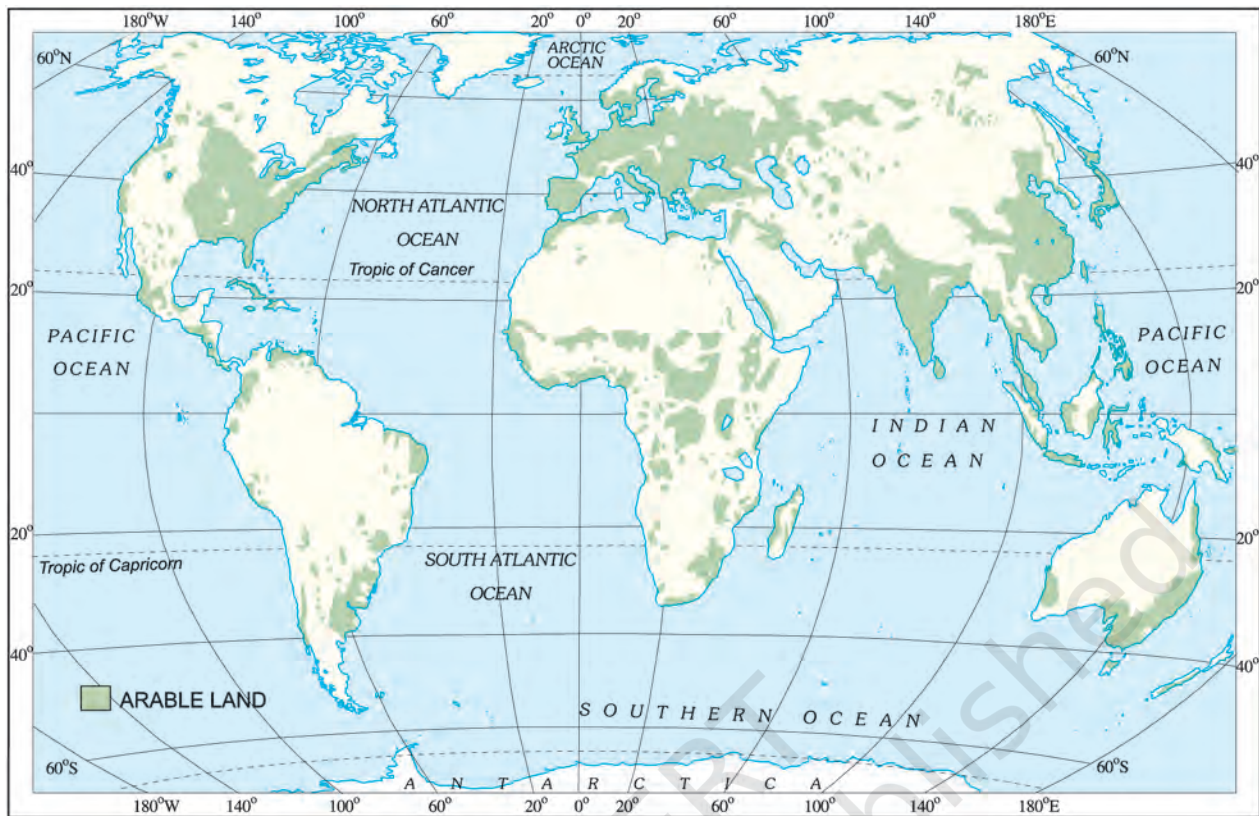 180°W 140° 100° 60° 20° 0° 20° 60° 100° 140° 180°E
ARCTIC
OCEAN
60°N
60°N
40°
40°
NORTH ATLANTIC
OCEAN
Tropic of Cancer
20°
20°
PACIFIC
OCEAN
PACIFIC
OCEAN
INDIAN
OCEAN
20°
20°
Tropic of Capricorn
SOUTH ATLANTIC
OCEAN
40°
40°
ARABLE LAND
SOUTHERN OCEAN
60°S
60°S
ANTARCTICA
180°W 140° 100° 60° 20° 0° 20° 60° 100° 140° 180°E